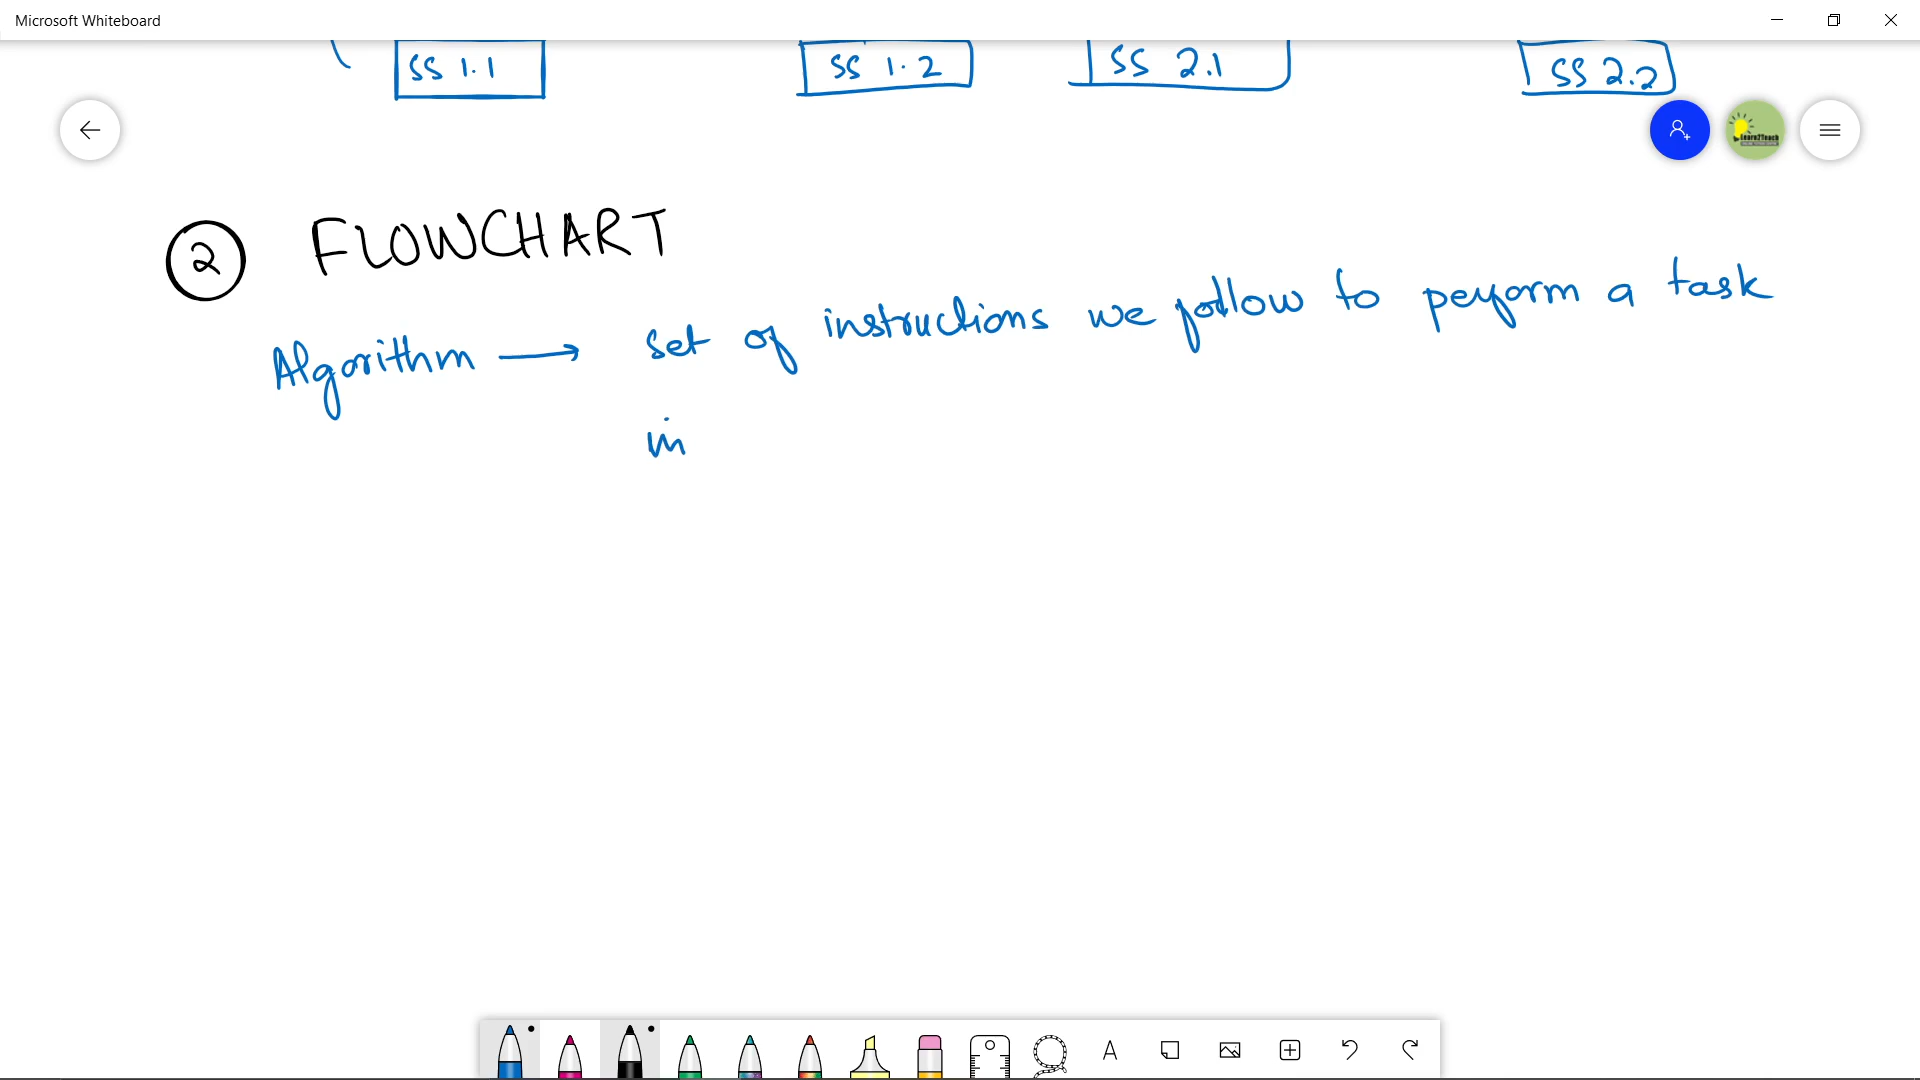 Microsoft Whiteboard
SS 1.1 SS 1.2 SS 2.1 SS 2.2
Learn2Teach
2 FLOWCHART
Algorithm → set of instructions we follow to perform a task
in
A